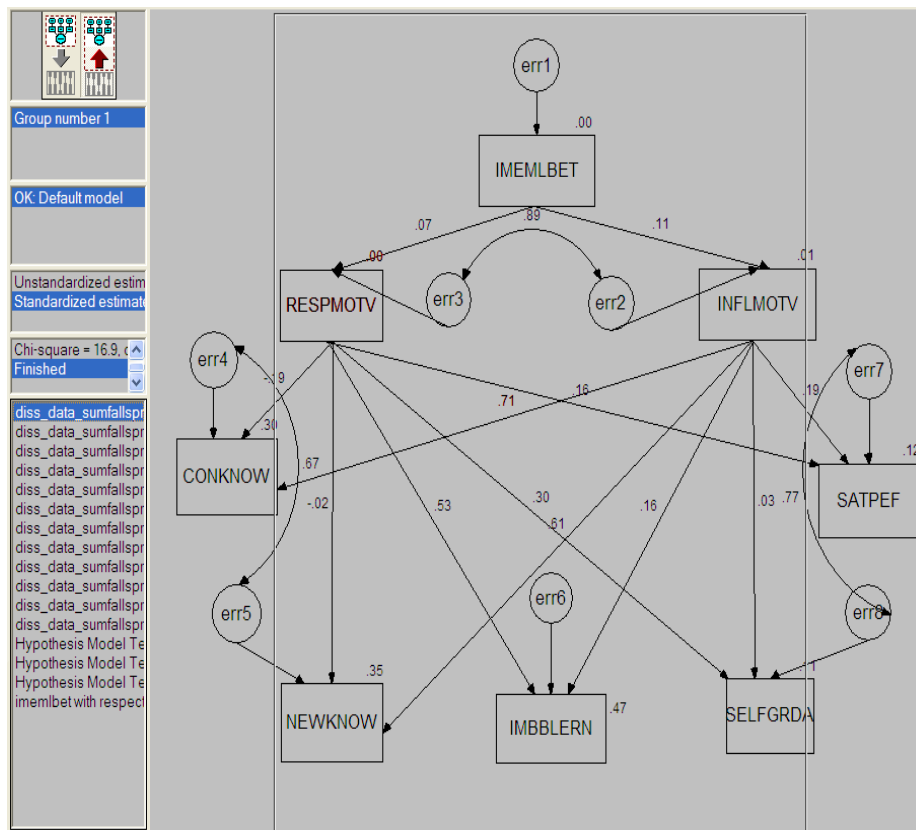 Group number 1
OK: Default model
Unstandardized estim
Standardized estimate
Chi-square = 16.9, c
Finished
diss_data_sumfallspr
diss_data_sumfallspr
diss_data_sumfallspr
diss_data_sumfallspr
diss_data_sumfallspr
diss_data_sumfallspr
diss_data_sumfallspr
diss_data_sumfallspr
diss_data_sumfallspr
diss_data_sumfallspr
diss_data_sumfallspr
diss_data_sumfallspr
Hypothesis Model Te
Hypothesis Model Te
Hypothesis Model Te
imemlbet with respect
err1
.00
IMEMLBET
.07
.89
.11
.00
.01
RESPMOTV
err3
err2
INFLMOTV
err4
-.19
.71
.16
.19
err7
.30
.12
CONKNOW
.67
-.02
.53
.30
.61
.16
.03
.77
SATPEF
err5
err6
err8
.35
NEWKNOW
IMBBLERN
.47
SELFGRDA